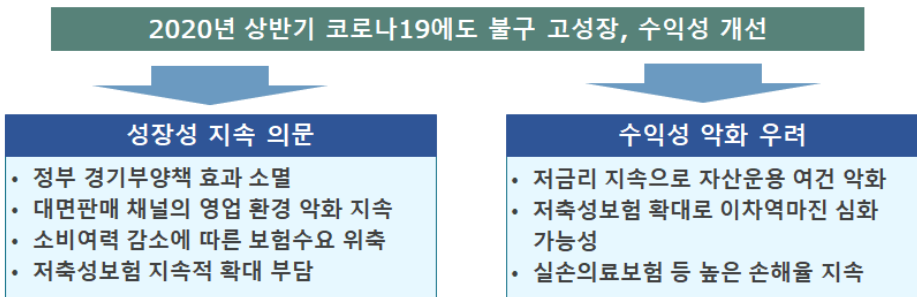 2020년 상반기 코로나19에도 불구 고성장, 수익성 개선
성장성 지속 의문
• 정부 경기부양책 효과 소멸
• 대면판매 채널의 영업 환경 악화 지속
• 소비여력 감소에 따른 보험수요 위축
• 저축성보험 지속적 확대 부담
수익성 악화 우려
• 저금리 지속으로 자산운용 여건 악화
• 저축성보험 확대로 이차역마진 심화
가능성
• 실손의료보험 등 높은 손해율 지속